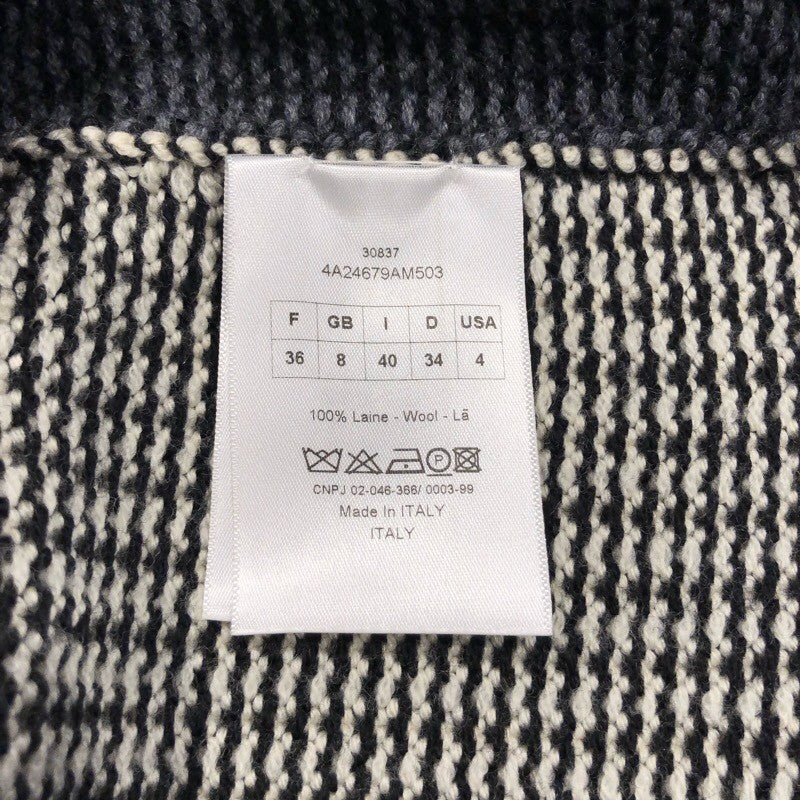 30837
4A24679AM503
F GB I D USA
36 8 40 34 4
100% Laine - Wool - Lã
P
CNPJ 02-046-366/ 0003-99
Made In ITALY
ITALY